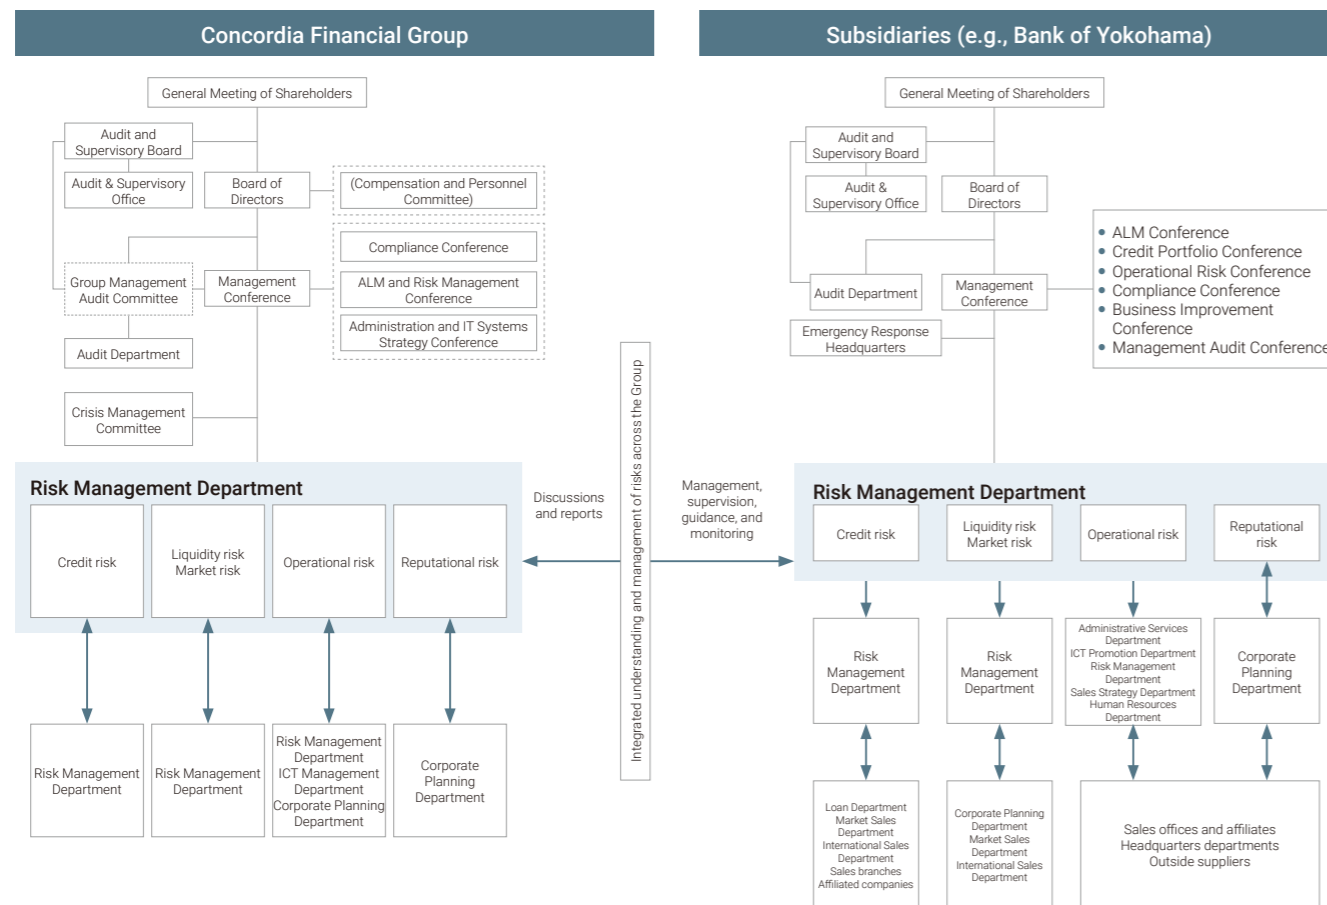 Concordia Financial Group
General Meeting of Shareholders
Audit and
Supervisory Board
Audit & Supervisory
Office
Board of
Directors
(Compensation and Personnel
Committee)
Compliance Conference
Group Management
Audit Committee
Management
Conference
ALM and Risk Management
Conference
Administration and IT Systems
Strategy Conference
Audit Department
Crisis Management
Committee
Risk Management Department
Credit risk
Liquidity risk
Market risk
Operational risk
Reputational risk
Risk Management
Department
Risk Management
Department
Risk Management
Department
ICT Management
Department
Corporate Planning
Department
Corporate
Planning
Department
Discussions
and reports
Integrated understanding and management of risks across the Group
Management,
supervision,
guidance, and
monitoring
Subsidiaries (e.g., Bank of Yokohama)
General Meeting of Shareholders
Audit and
Supervisory Board
Audit &
Supervisory Office
Board of
Directors
Audit Department
Management
Conference
Emergency Response
Headquarters
• ALM Conference
• Credit Portfolio Conference
• Operational Risk Conference
• Compliance Conference
• Business Improvement
Conference
• Management Audit Conference
Risk Management Department
Credit risk
Liquidity risk
Market risk
Operational risk
Reputational
risk
Risk
Management
Department
Risk
Management
Department
Administrative Services
Department
ICT Promotion Department
Risk Management
Department
Sales Strategy Department
Human Resources
Department
Corporate
Planning
Department
Loan Department
Market Sales
Department
International Sales
Department
Sales branches
Affiliated companies
Corporate Planning
Department
Market Sales
Department
International Sales
Department
Sales offices and affiliates
Headquarters departments
Outside suppliers